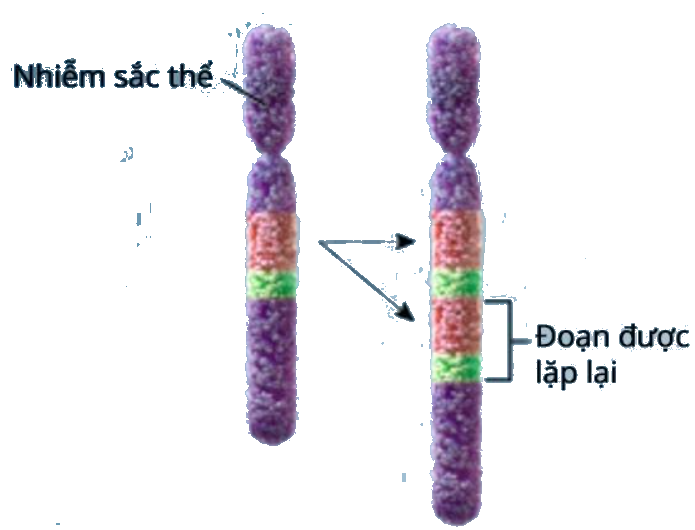 Nhiễm sắc thể
Đoạn được
lặp lại